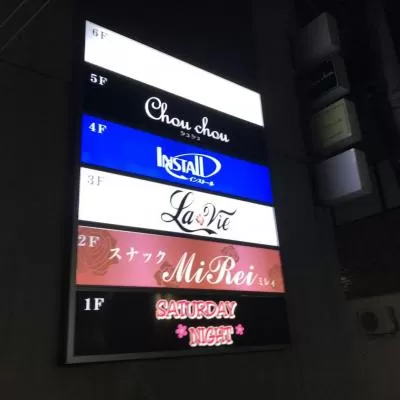 6F
5F
Chou chou
シュシュ
4F
INSTALL
インストール
3F
La Vie
2F
スナック MiRei ミレィ
1F
SATURDAY
NIGHT